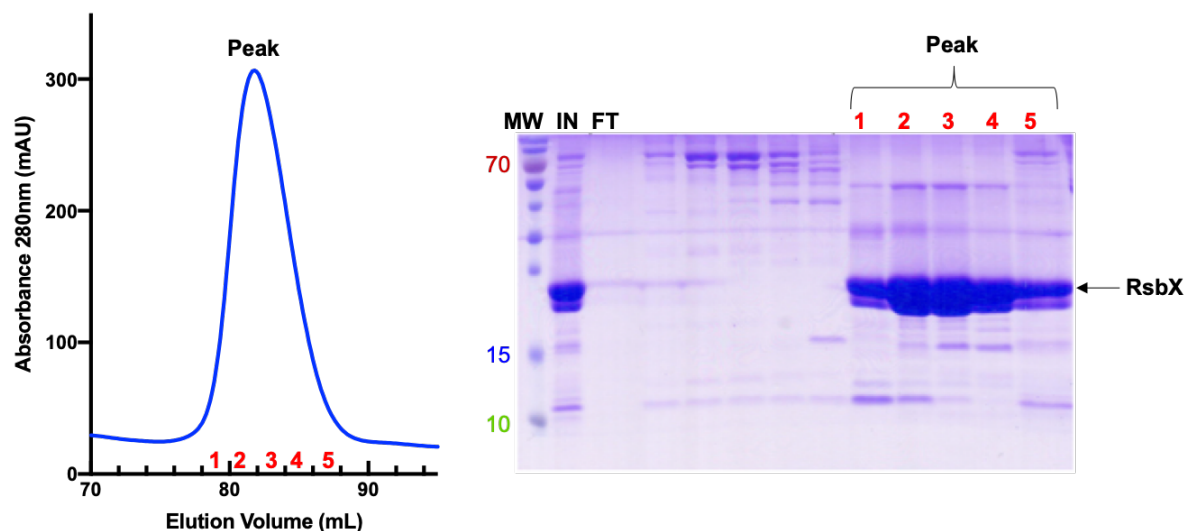 Absorbance 280nm (mAU)
300
200
100
0
Peak
1 2 3 4 5
70 80 90
Elution Volume (mL)
Peak
MW IN FT 1 2 3 4 5
70
15
10
RsbX